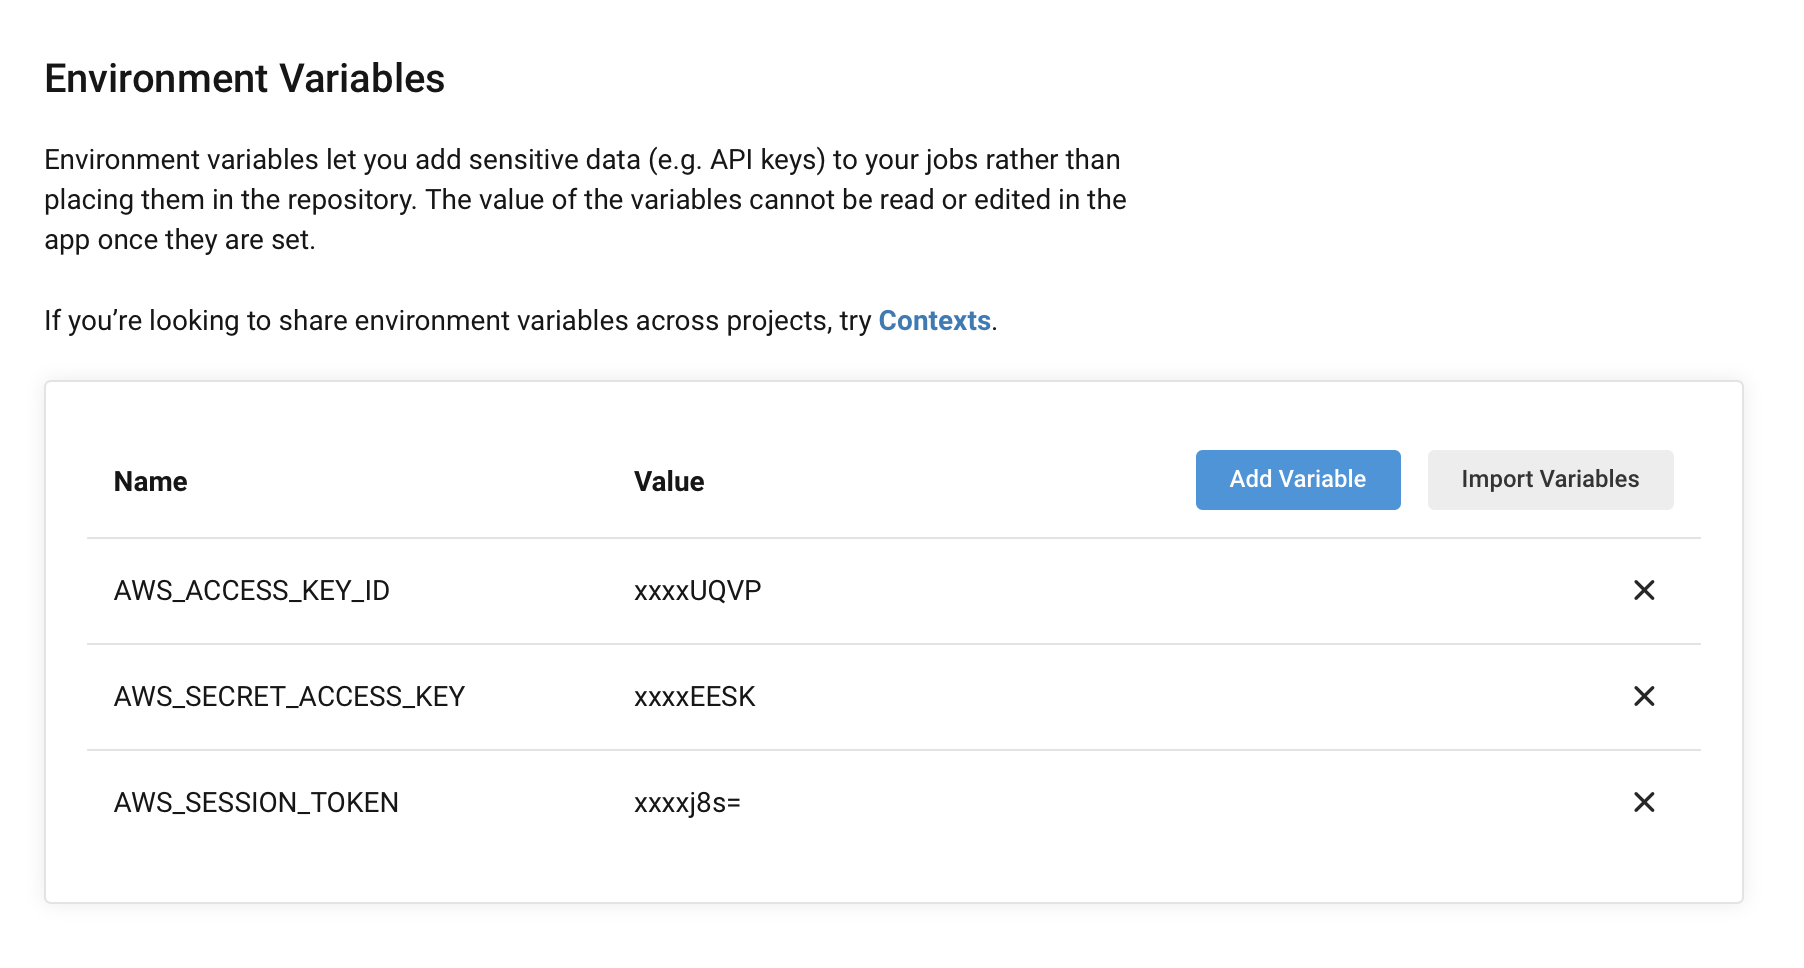 Environment Variables
Environment variables let you add sensitive data (e.g. API keys) to your jobs rather than
placing them in the repository. The value of the variables cannot be read or edited in the
app once they are set.
If you’re looking to share environment variables across projects, try Contexts.
Name Value Add Variable Import Variables
AWS_ACCESS_KEY_ID xxxxUQVP
AWS_SECRET_ACCESS_KEY xxxxEESK
AWS_SESSION_TOKEN xxxxj8s=